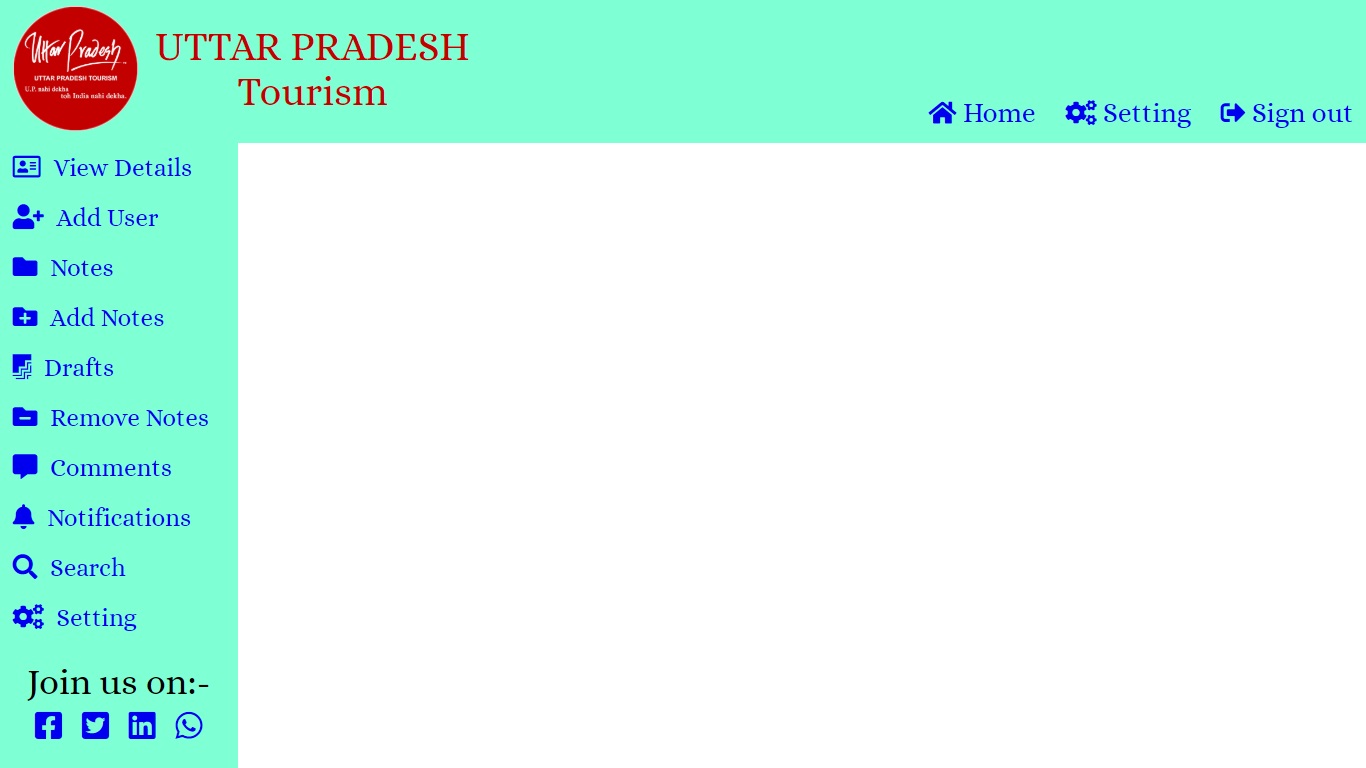 Uttar Pradesh
UTTAR PRADESH TOURISM
U.P. nahi dekha
toh India nahi dekha.
UTTAR PRADESH
Tourism
Home
Setting
Sign out
View Details
Add User
Notes
Add Notes
Drafts
Remove Notes
Comments
Notifications
Search
Setting
Join us on:-